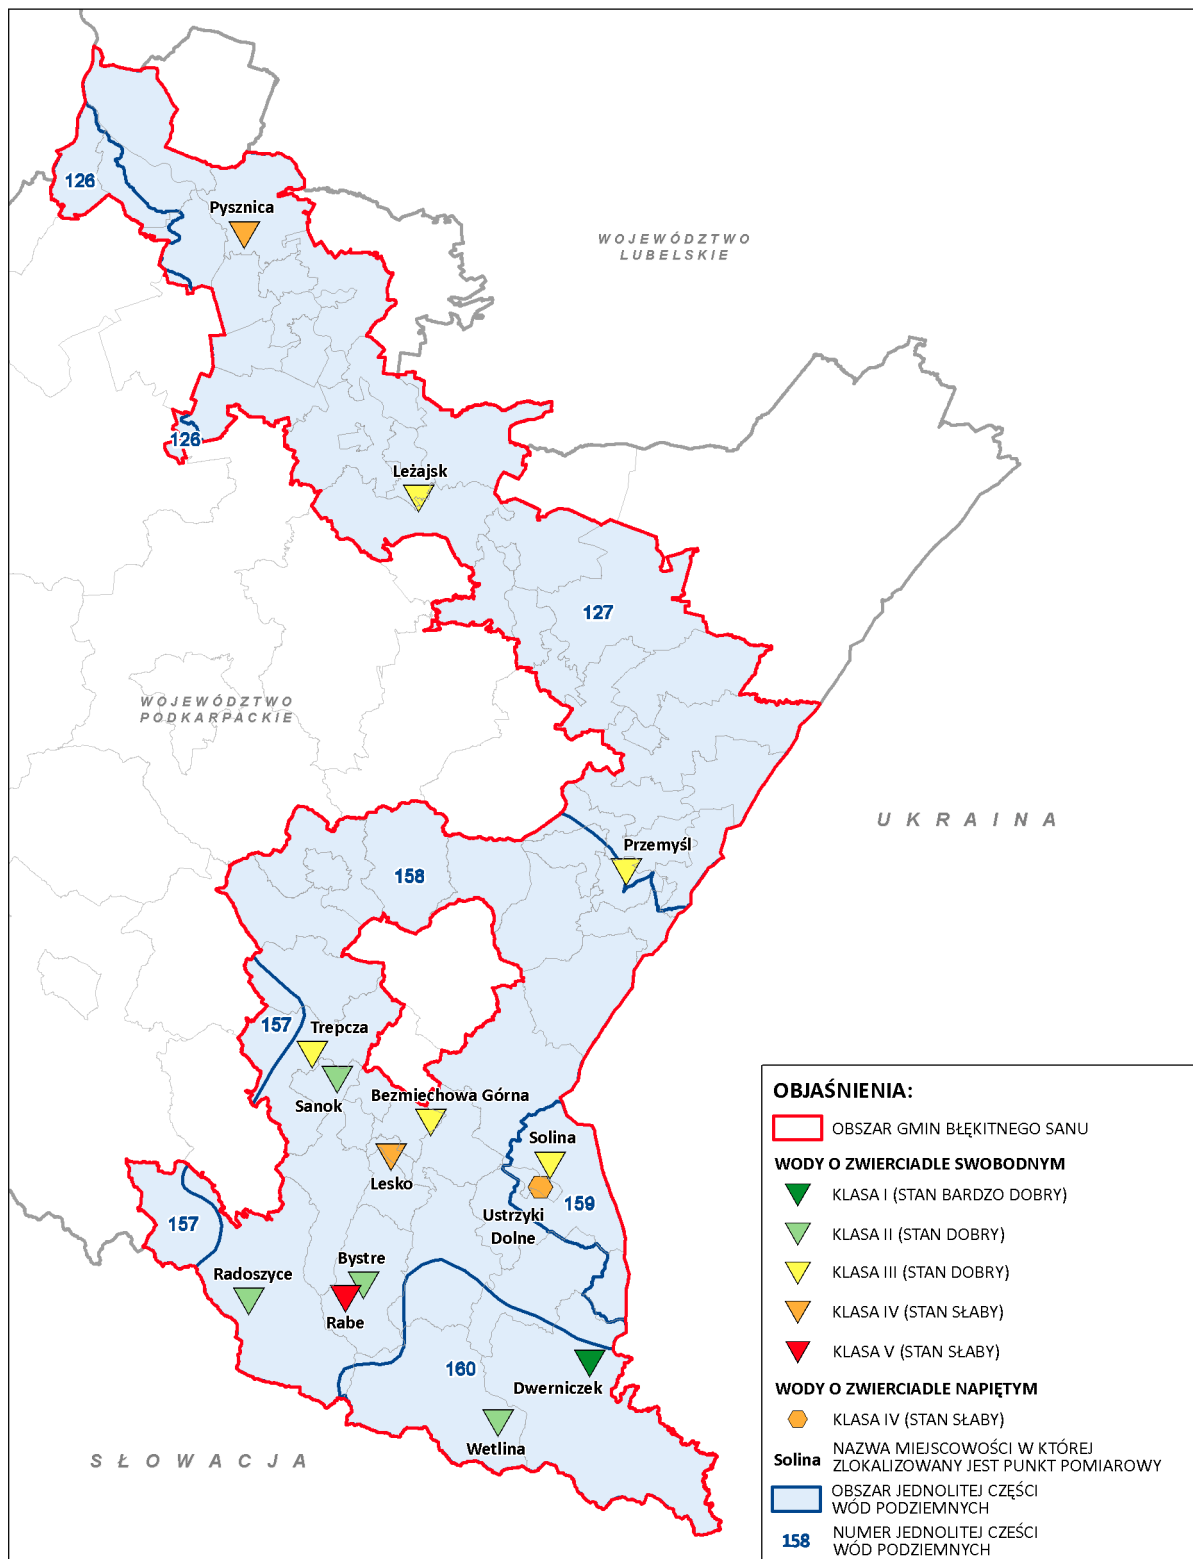 126
Pysznica
WOJEWÓDZTWO
LUBELSKIE
126
Leżajsk
127
WOJEWÓDZTWO
PODKARPACKIE
UKRAINA
Przemyśl
158
157
Trepcza
Sanok
Bezmiechowa Górna
Solina
Lesko
159
Ustrzyki
Dolne
157
Bystre
Radoszyce
Rabe
160
Dwerniczek
Wetlina
SŁOWACJA
OBJAŚNIENIA:
OBSZAR GMIN BŁĘKITNEGO SANU
WODY O ZWIERCIADLE SWOBODNYM
KLASA I (STAN BARDZO DOBRY)
KLASA II (STAN DOBRY)
KLASA III (STAN DOBRY)
KLASA IV (STAN SŁABY)
KLASA V (STAN SŁABY)
WODY O ZWIERCIADLE NAPIĘTYM
KLASA IV (STAN SŁABY)
Solina NAZWA MIEJSCOWOŚCI W KTÓREJ
ZLOKALIZOWANY JEST PUNKT POMIAROWY
OBSZAR JEDNOLITEJ CZĘŚCI
WÓD PODZIEMNYCH
158 NUMER JEDNOLITEJ CZEŚCI
WÓD PODZIEMNYCH